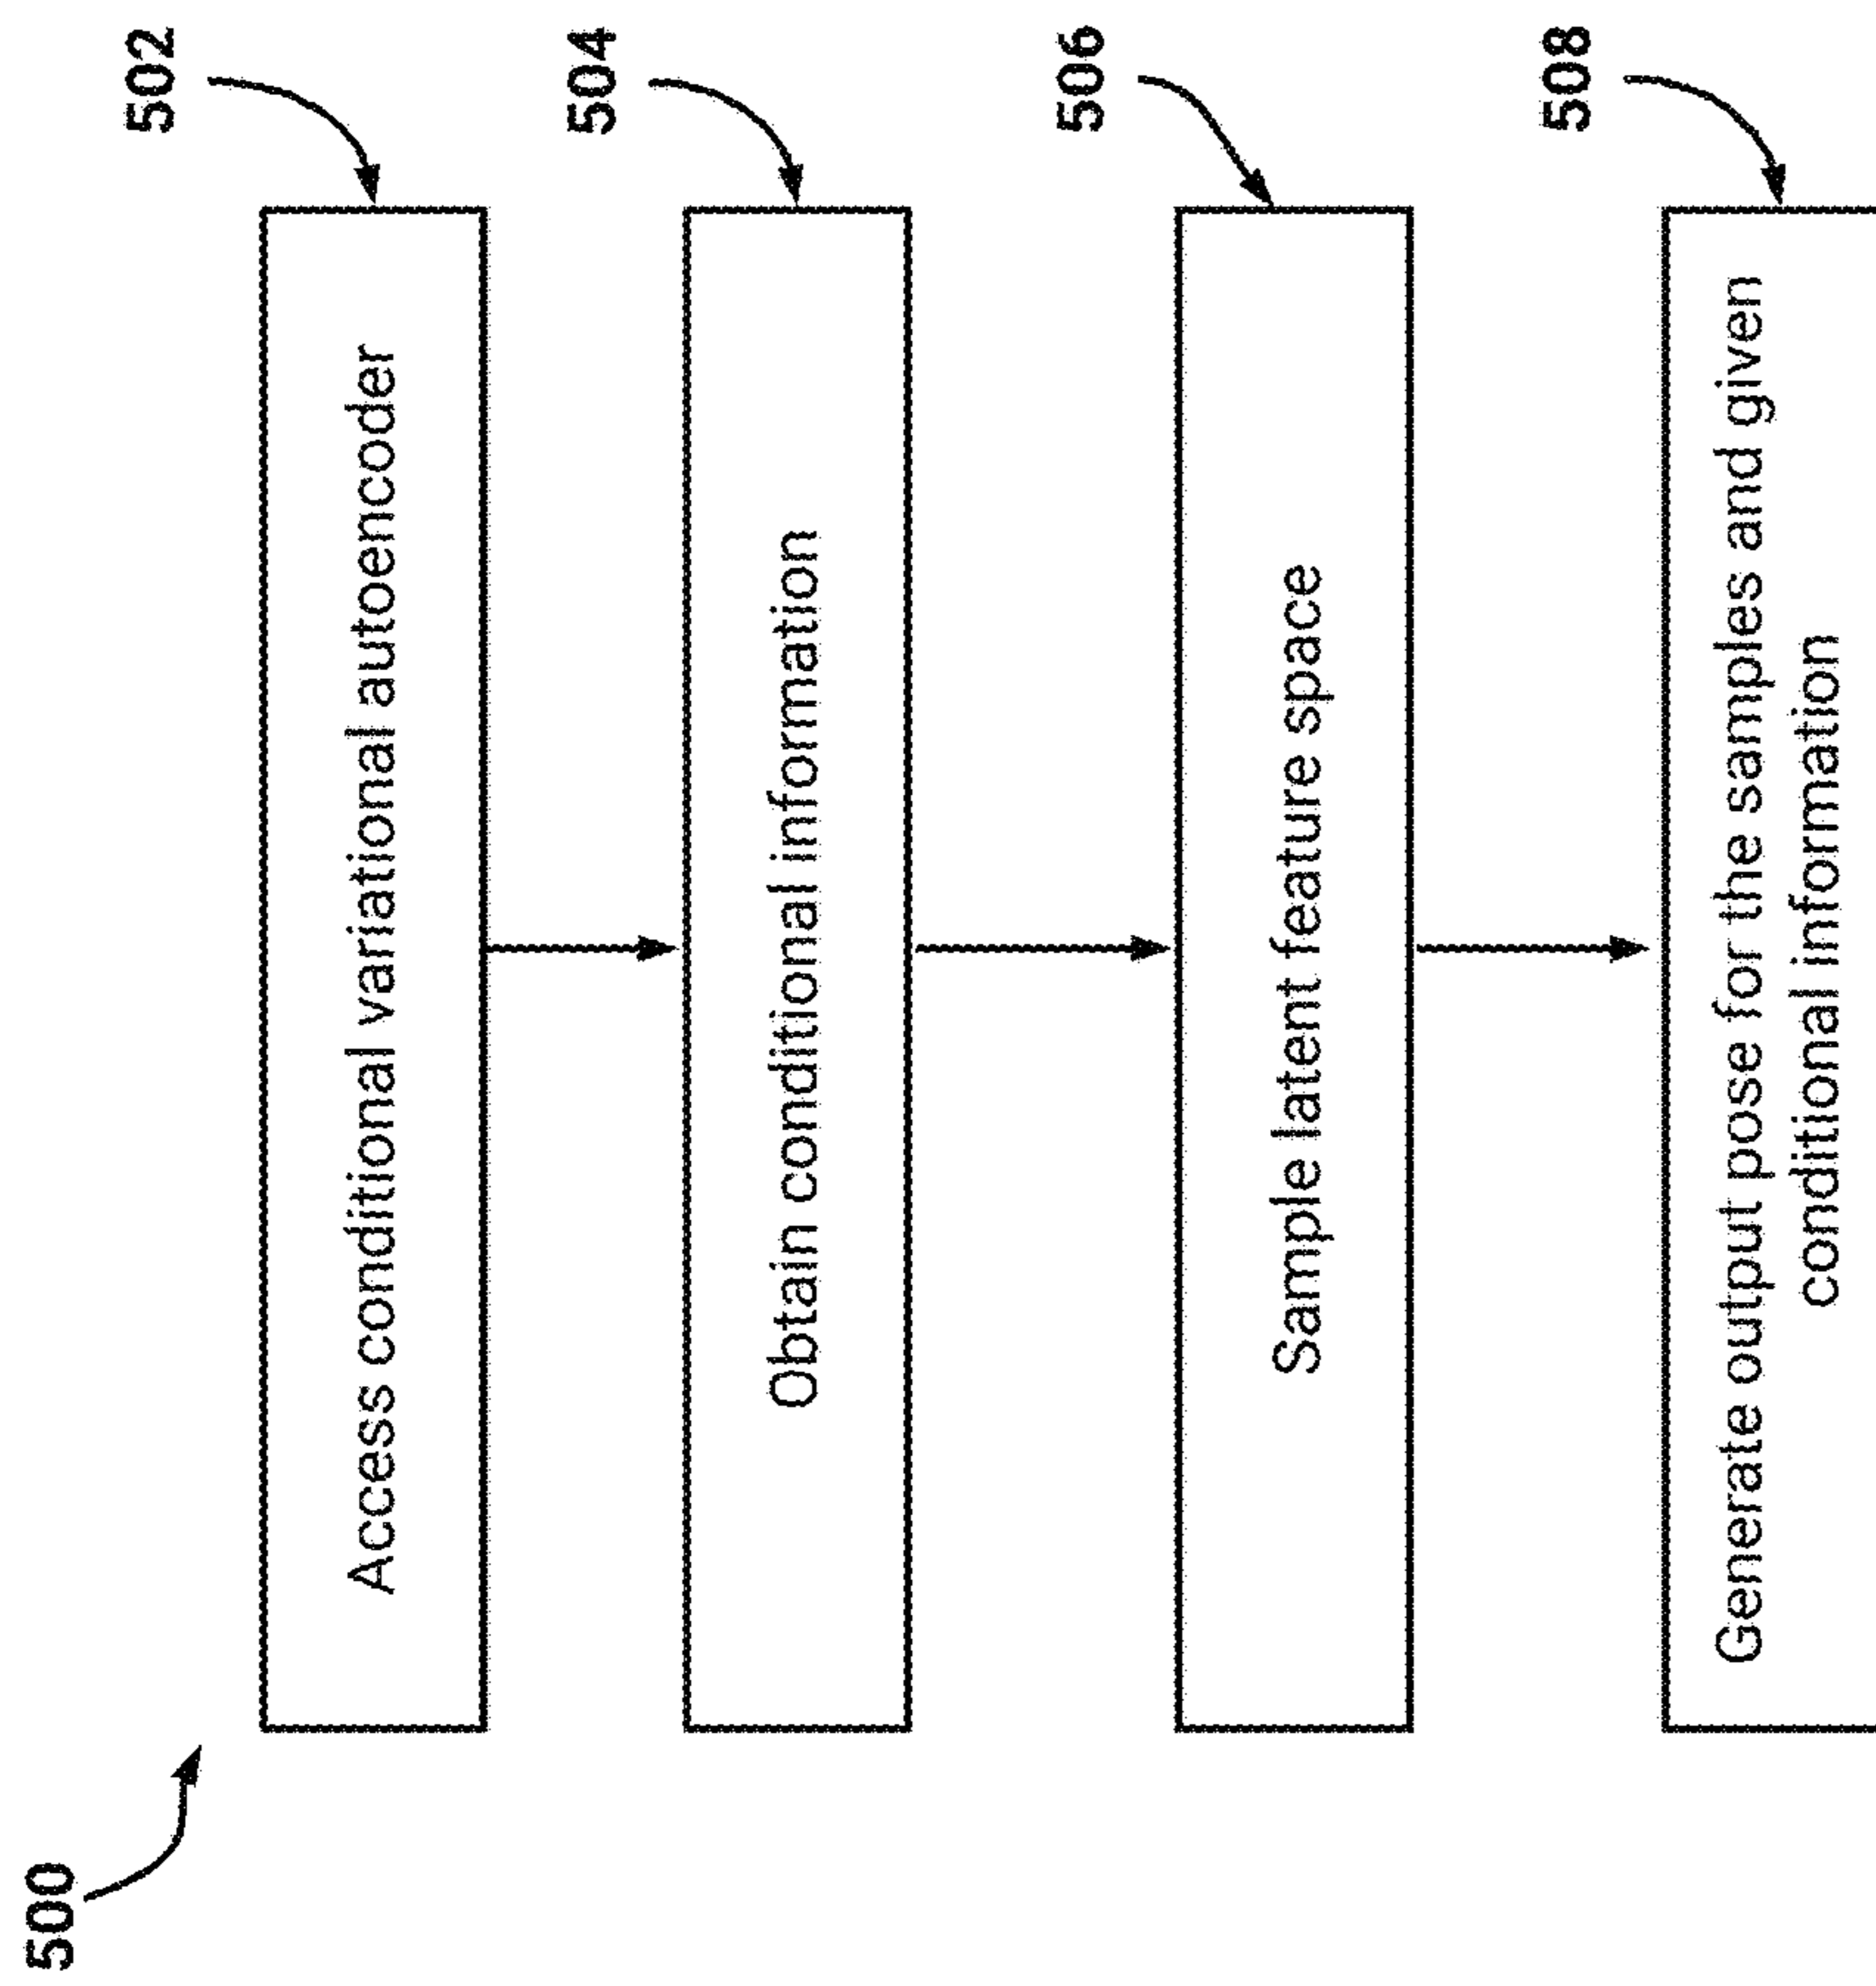 500
502
Access conditional variational autoencoder
504
Obtain conditional information
506
Sample latent feature space
508
Generate output pose for the samples and given
conditional information